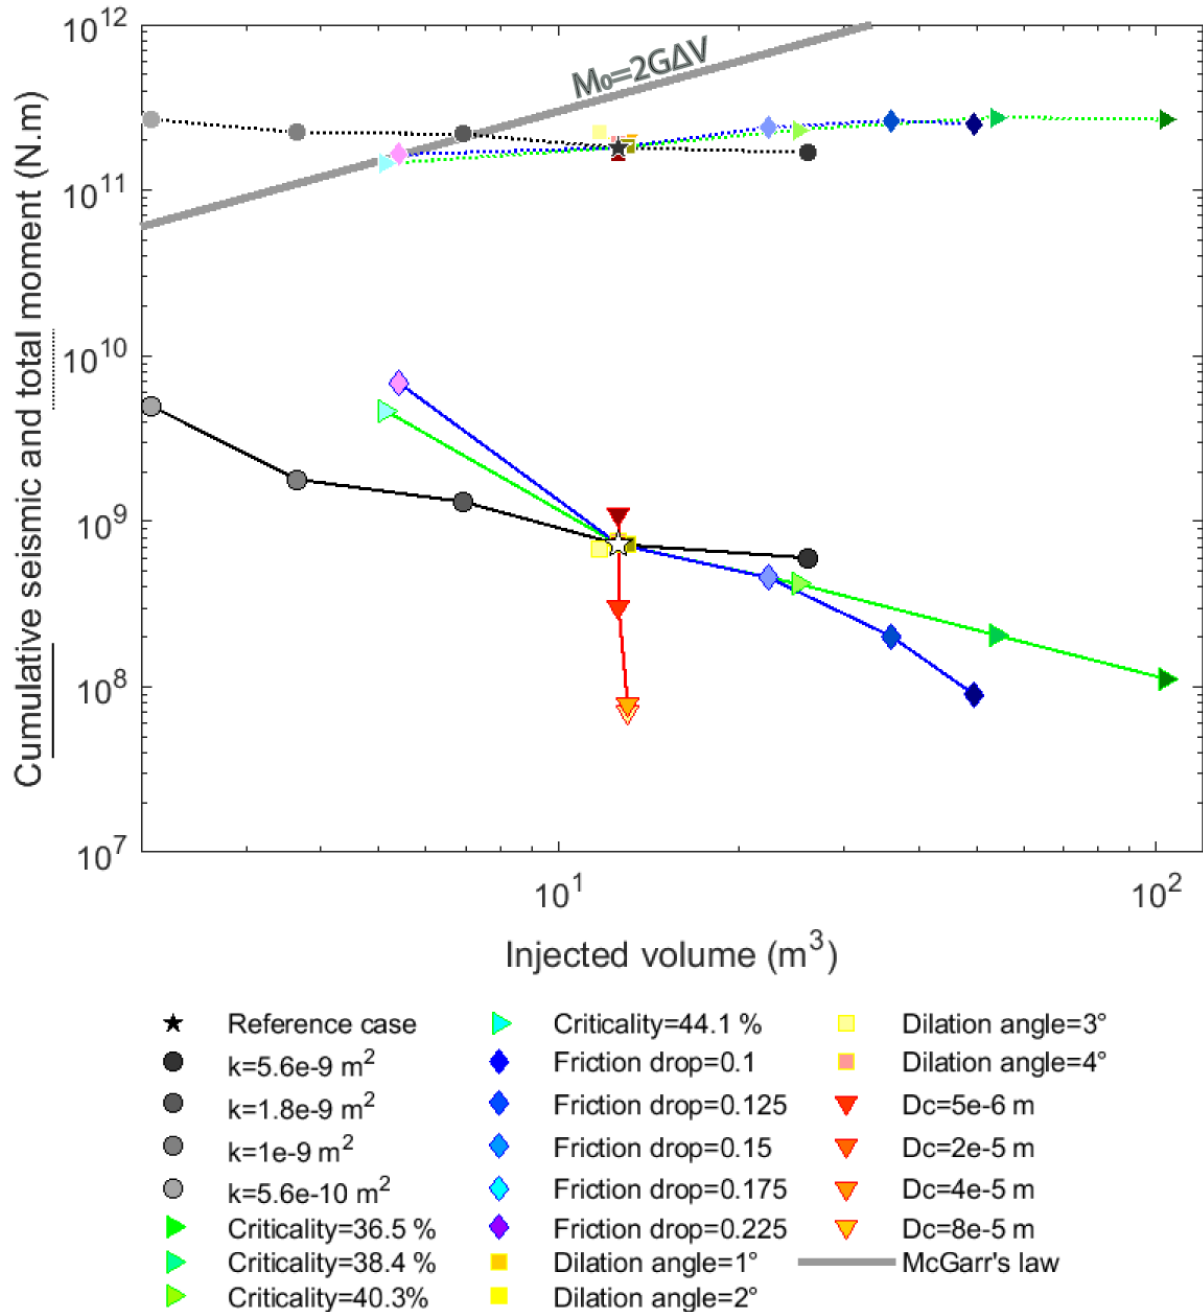 10^12
10^11
10^10
10^9
10^8
10^7
Cumulative seismic and total moment (N.m)
M₀=2GΔV
10^1
10^2
Injected volume (m^3)
Reference case
k=5.6e-9 m^2
k=1.8e-9 m^2
k=1e-9 m^2
k=5.6e-10 m^2
Criticality=36.5 %
Criticality=38.4 %
Criticality=40.3%
Criticality=44.1 %
Friction drop=0.1
Friction drop=0.125
Friction drop=0.15
Friction drop=0.175
Friction drop=0.225
Dilation angle=1°
Dilation angle=2°
Dilation angle=3°
Dilation angle=4°
Dc=5e-6 m
Dc=2e-5 m
Dc=4e-5 m
Dc=8e-5 m
McGarr's law